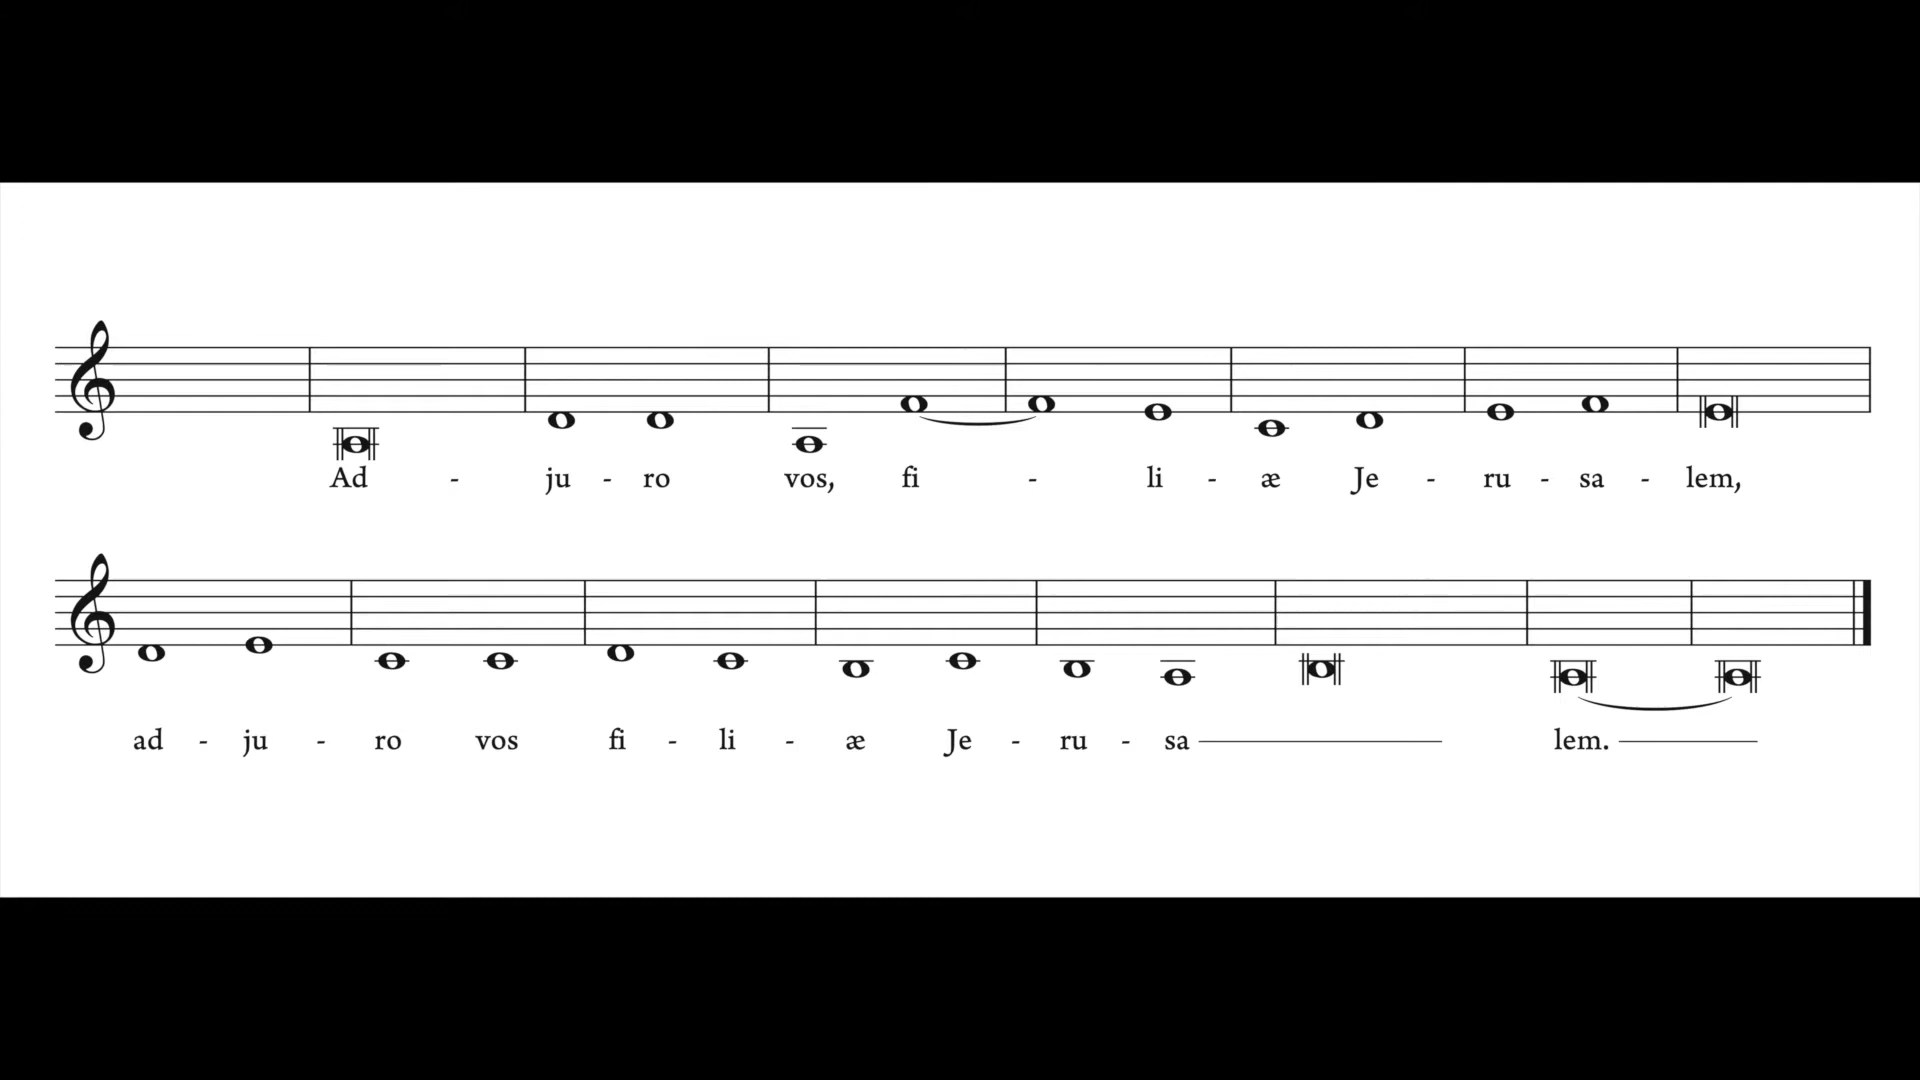 Ad - ju - ro vos, fi - li - æ Je - ru - sa - lem,
ad - ju - ro vos fi - li - æ Je - ru - sa lem.